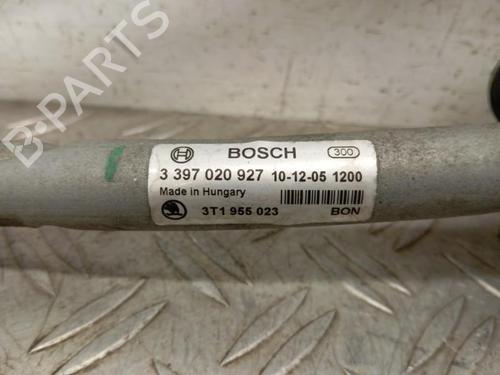 BOSCH 300
3 397 020 927 10-12-05 1200
Made in Hungary
3T1 955 023 BON
B-PARTS